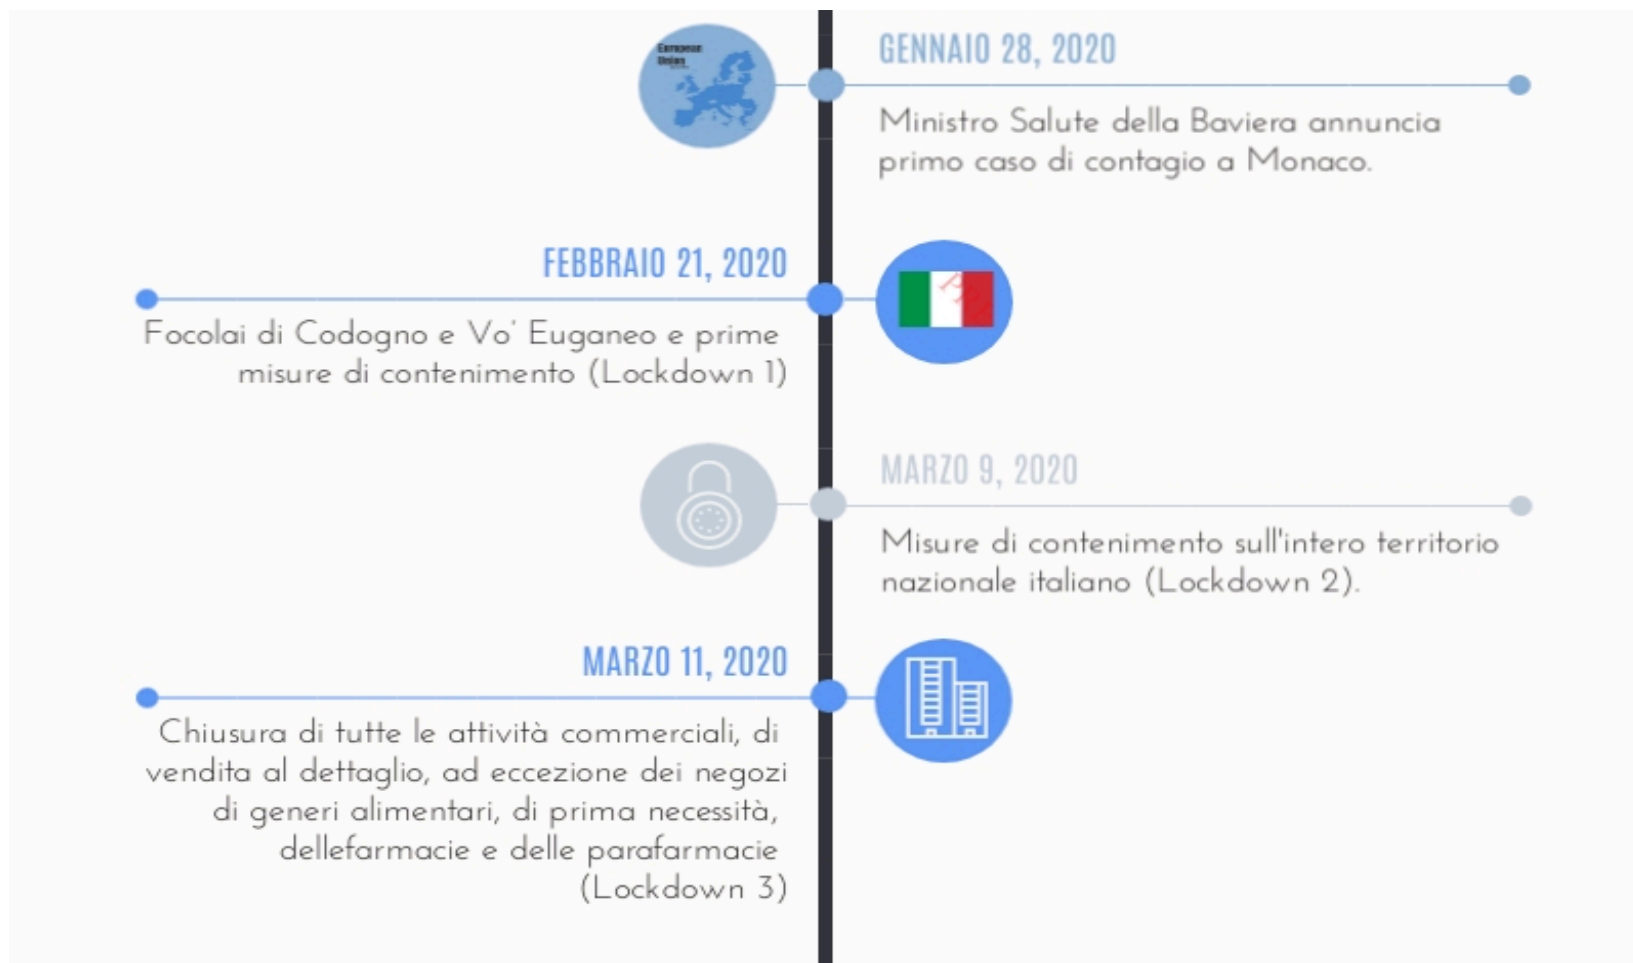 European
Union
GENNAIO 28, 2020
Ministro Salute della Baviera annuncia
primo caso di contagio a Monaco.
FEBBRAIO 21, 2020
Focolai di Codogno e Vo' Euganeo e prime
misure di contenimento (Lockdown 1)
MARZO 9, 2020
Misure di contenimento sull'intero territorio
nazionale italiano (Lockdown 2).
MARZO 11, 2020
Chiusura di tutte le attività commerciali, di
vendita al dettaglio, ad eccezione dei negozi
di generi alimentari, di prima necessità,
dellefarmacie e delle parafarmacie
(Lockdown 3)